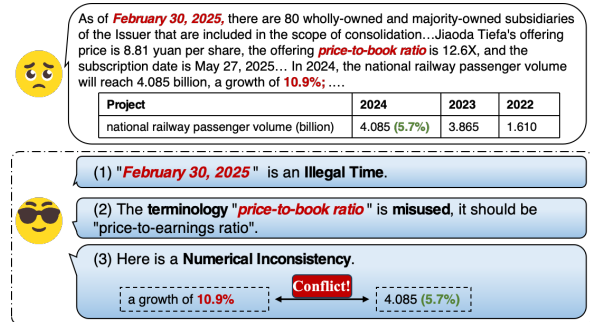 As of February 30, 2025, there are 80 wholly-owned and majority-owned subsidiaries
of the Issuer that are included in the scope of consolidation…Jiaoda Tiefa's offering
price is 8.81 yuan per share, the offering price-to-book ratio is 12.6X, and the
subscription date is May 27, 2025… In 2024, the national railway passenger volume
will reach 4.085 billion, a growth of 10.9%; ….
Project 2024 2023 2022
national railway passenger volume (billion) 4.085 (5.7%) 3.865 1.610
(1) "February 30, 2025 " is an Illegal Time.
(2) The terminology "price-to-book ratio " is misused, it should be
"price-to-earnings ratio".
(3) Here is a Numerical Inconsistency.
Conflict!
a growth of 10.9% 4.085 (5.7%)